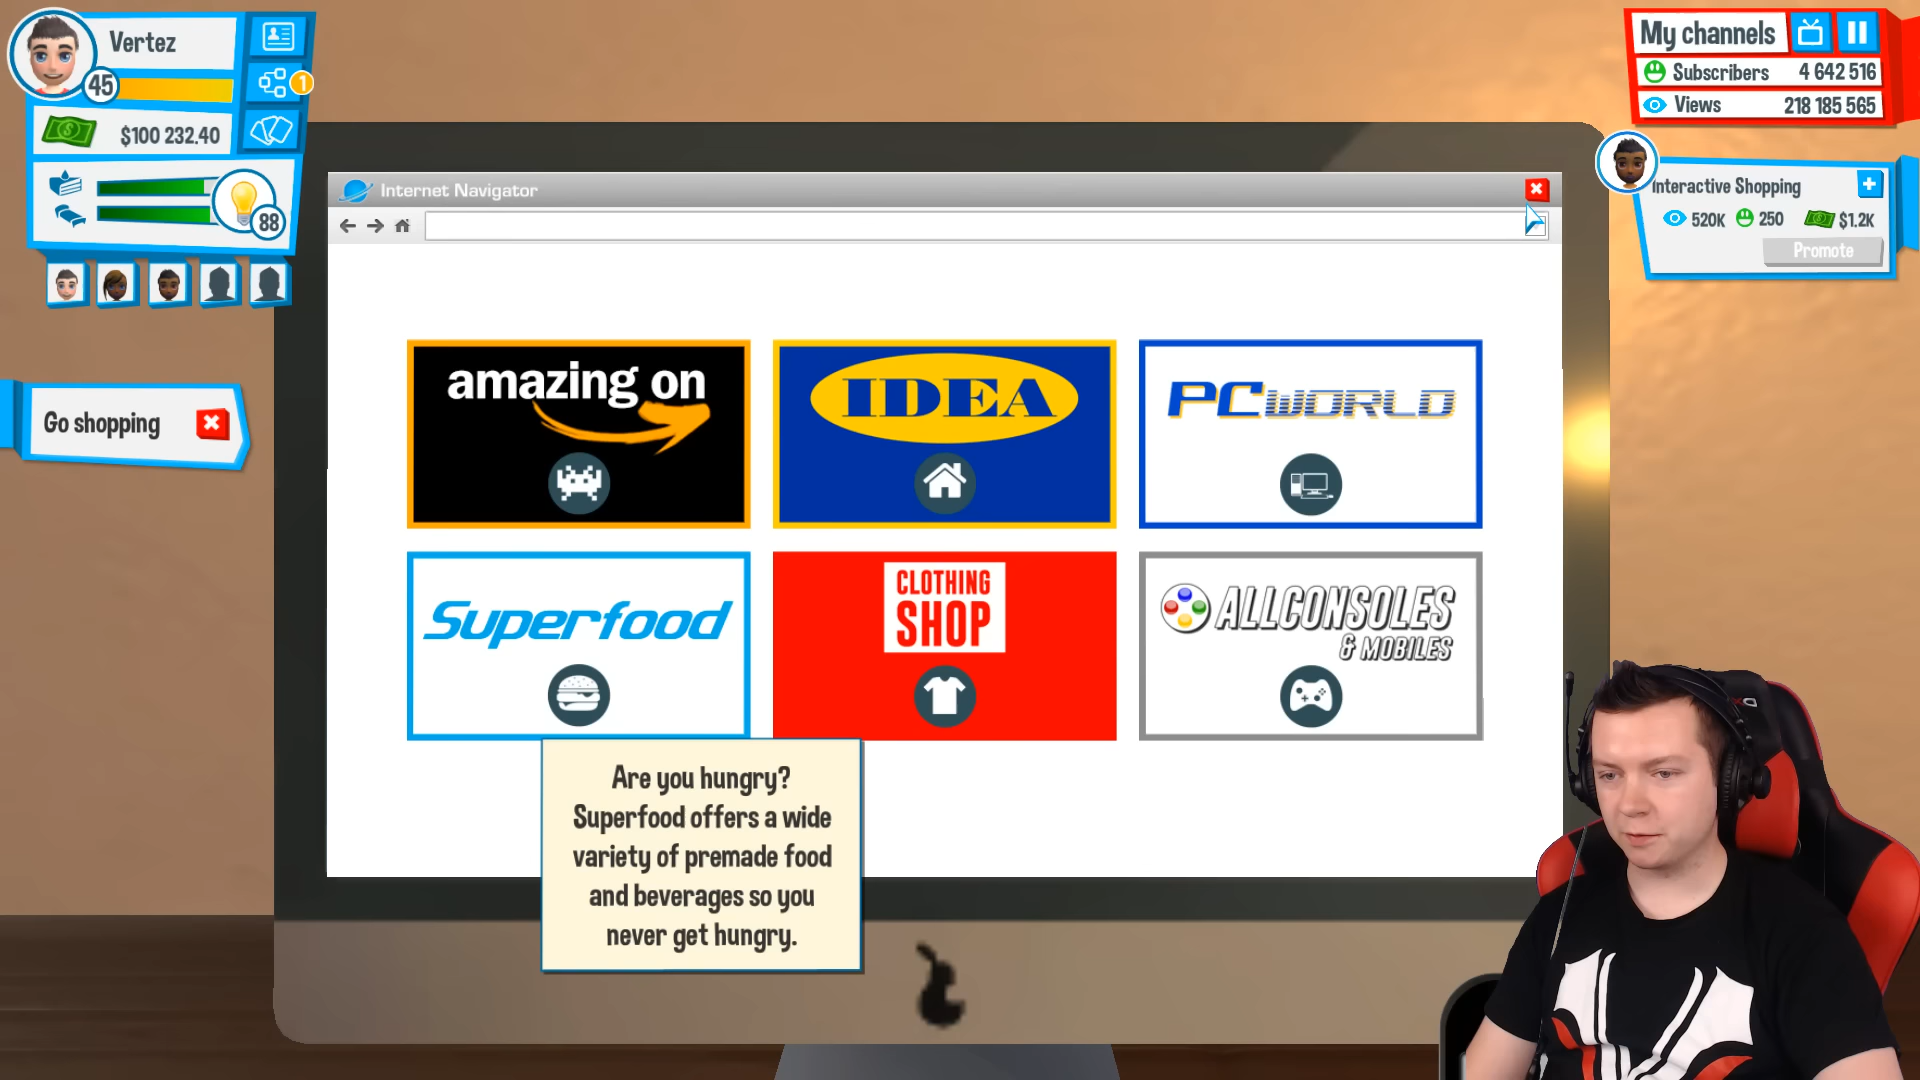 Vertez
45
1
$100 232.40
88
Go shopping
Internet Navigator
amazing on
IDEA
PC WORLD
Superfood
CLOTHING
SHOP
ALLCONSOLES
& MOBILES
Are you hungry?
Superfood offers a wide
variety of premade food
and beverages so you
never get hungry.
My channels
Subscribers 4 642 516
Views 218 185 565
Interactive Shopping
520K 250 $1.2K
Promote